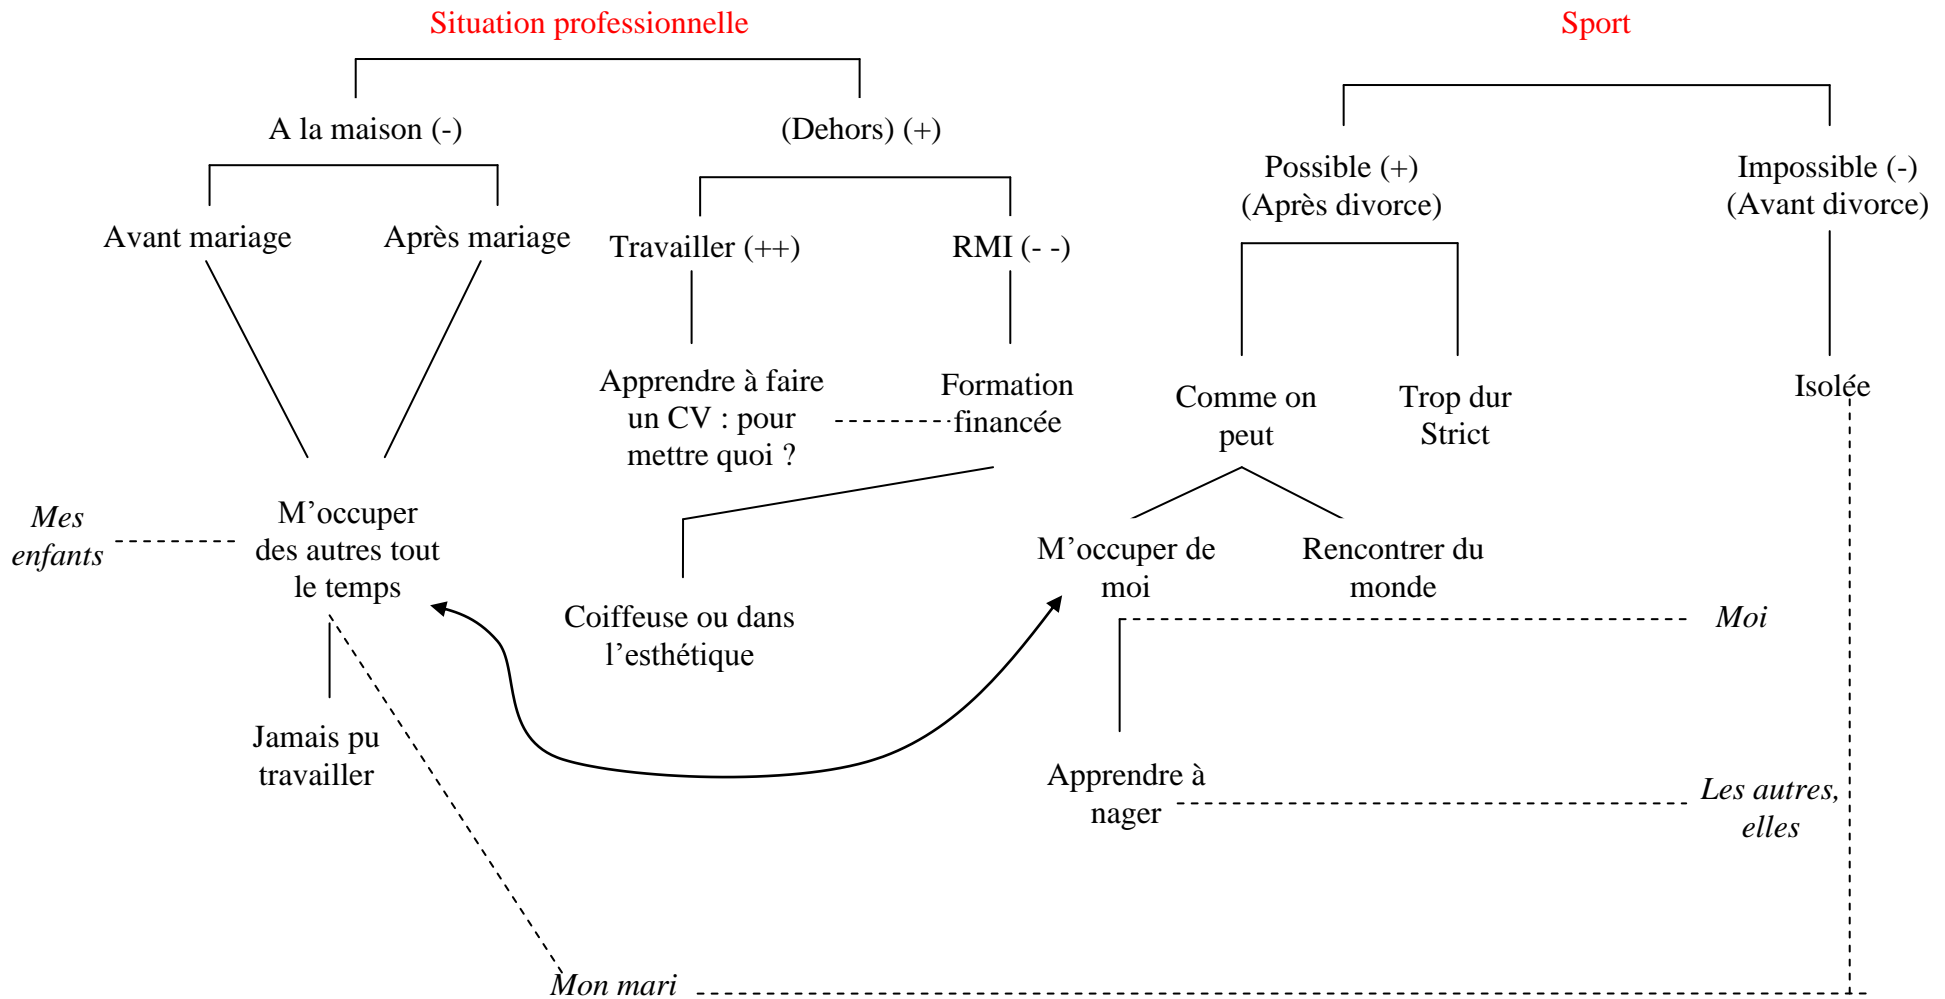 Situation professionnelle
Sport
A la maison (-)
(Dehors) (+)
Possible (+)
(Après divorce)
Impossible (-)
(Avant divorce)
Avant mariage
Après mariage
Travailler (++)
RMI (- -)
Apprendre à faire
un CV : pour
mettre quoi ?
Formation
financée
Comme on
peut
Trop dur
Strict
Isolée
Mes
enfants
M’occuper
des autres tout
le temps
M’occuper de
moi
Rencontrer du
monde
Coiffeuse ou dans
l’esthétique
Moi
Jamais pu
travailler
Apprendre à
nager
Les autres,
elles
Mon mari